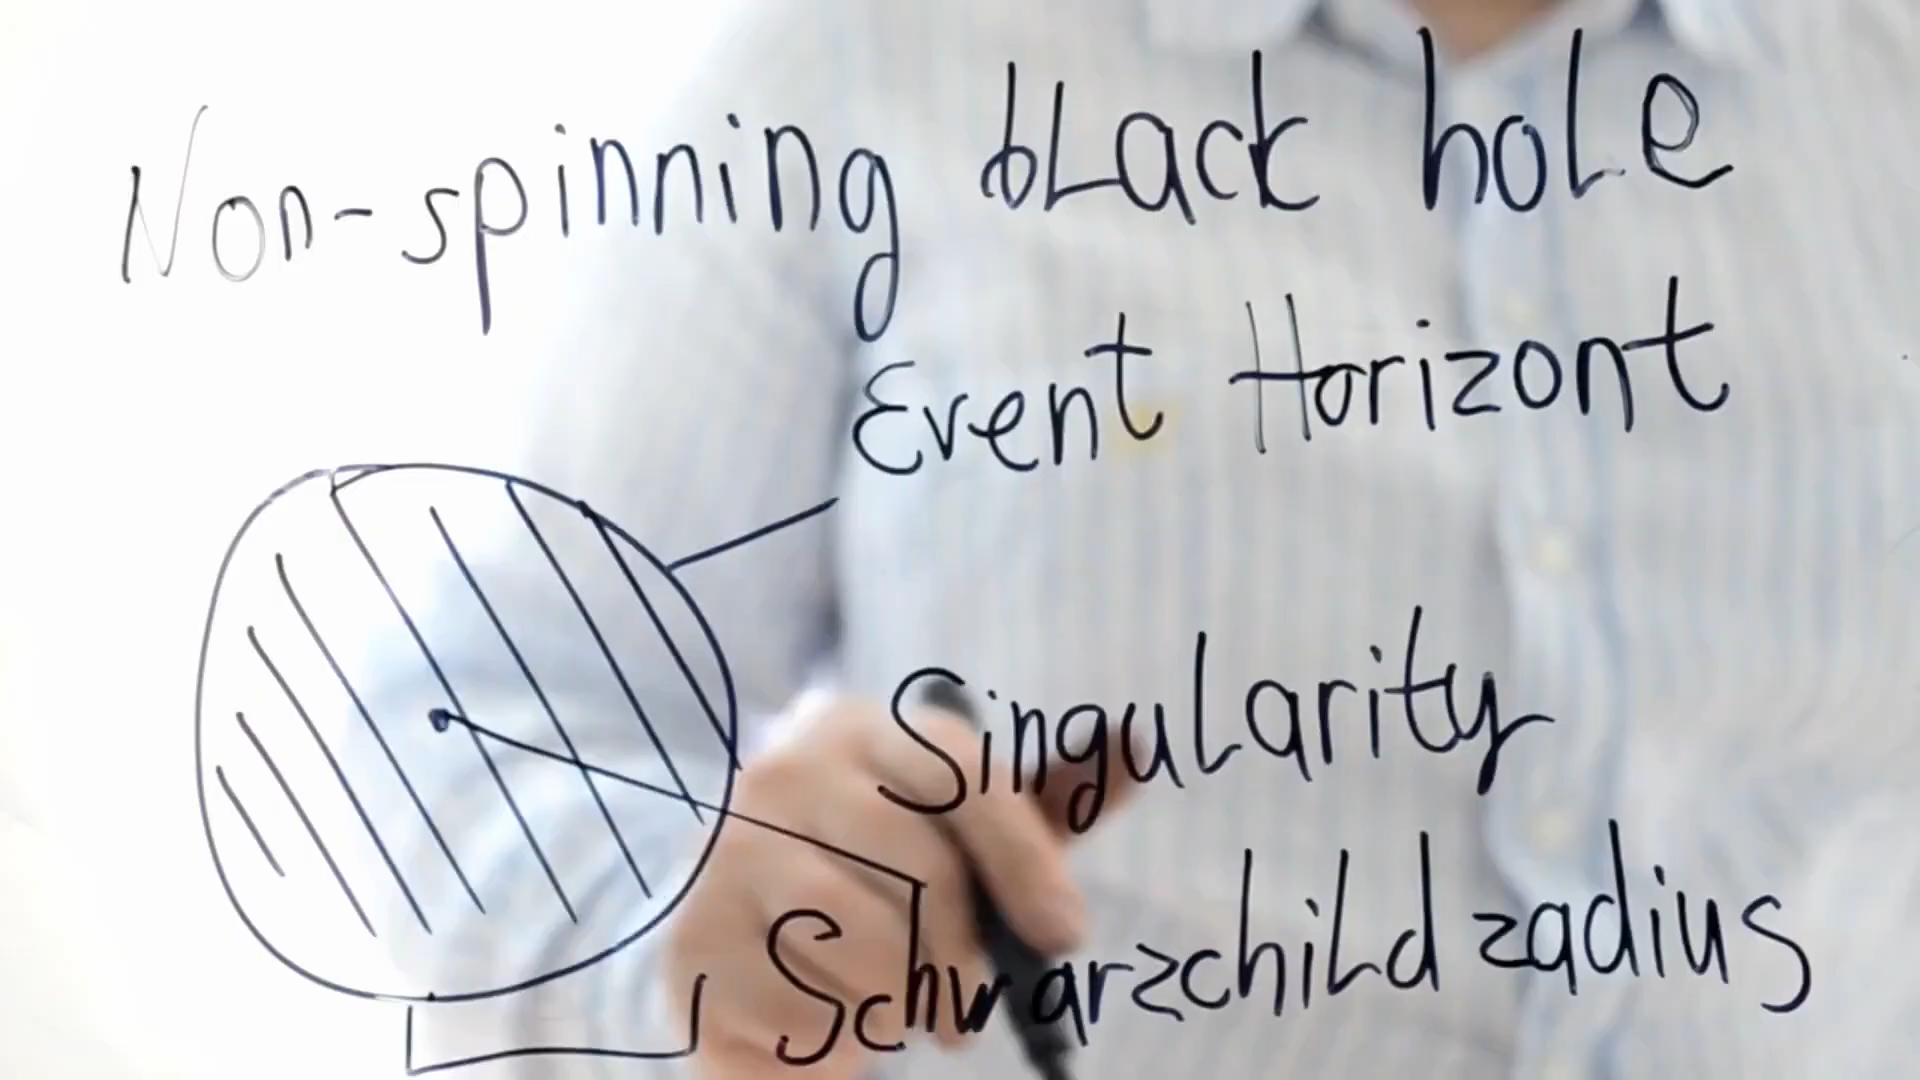 Non-spinning black hole
Event Horizont
Singularity
Schwarzchild zadius